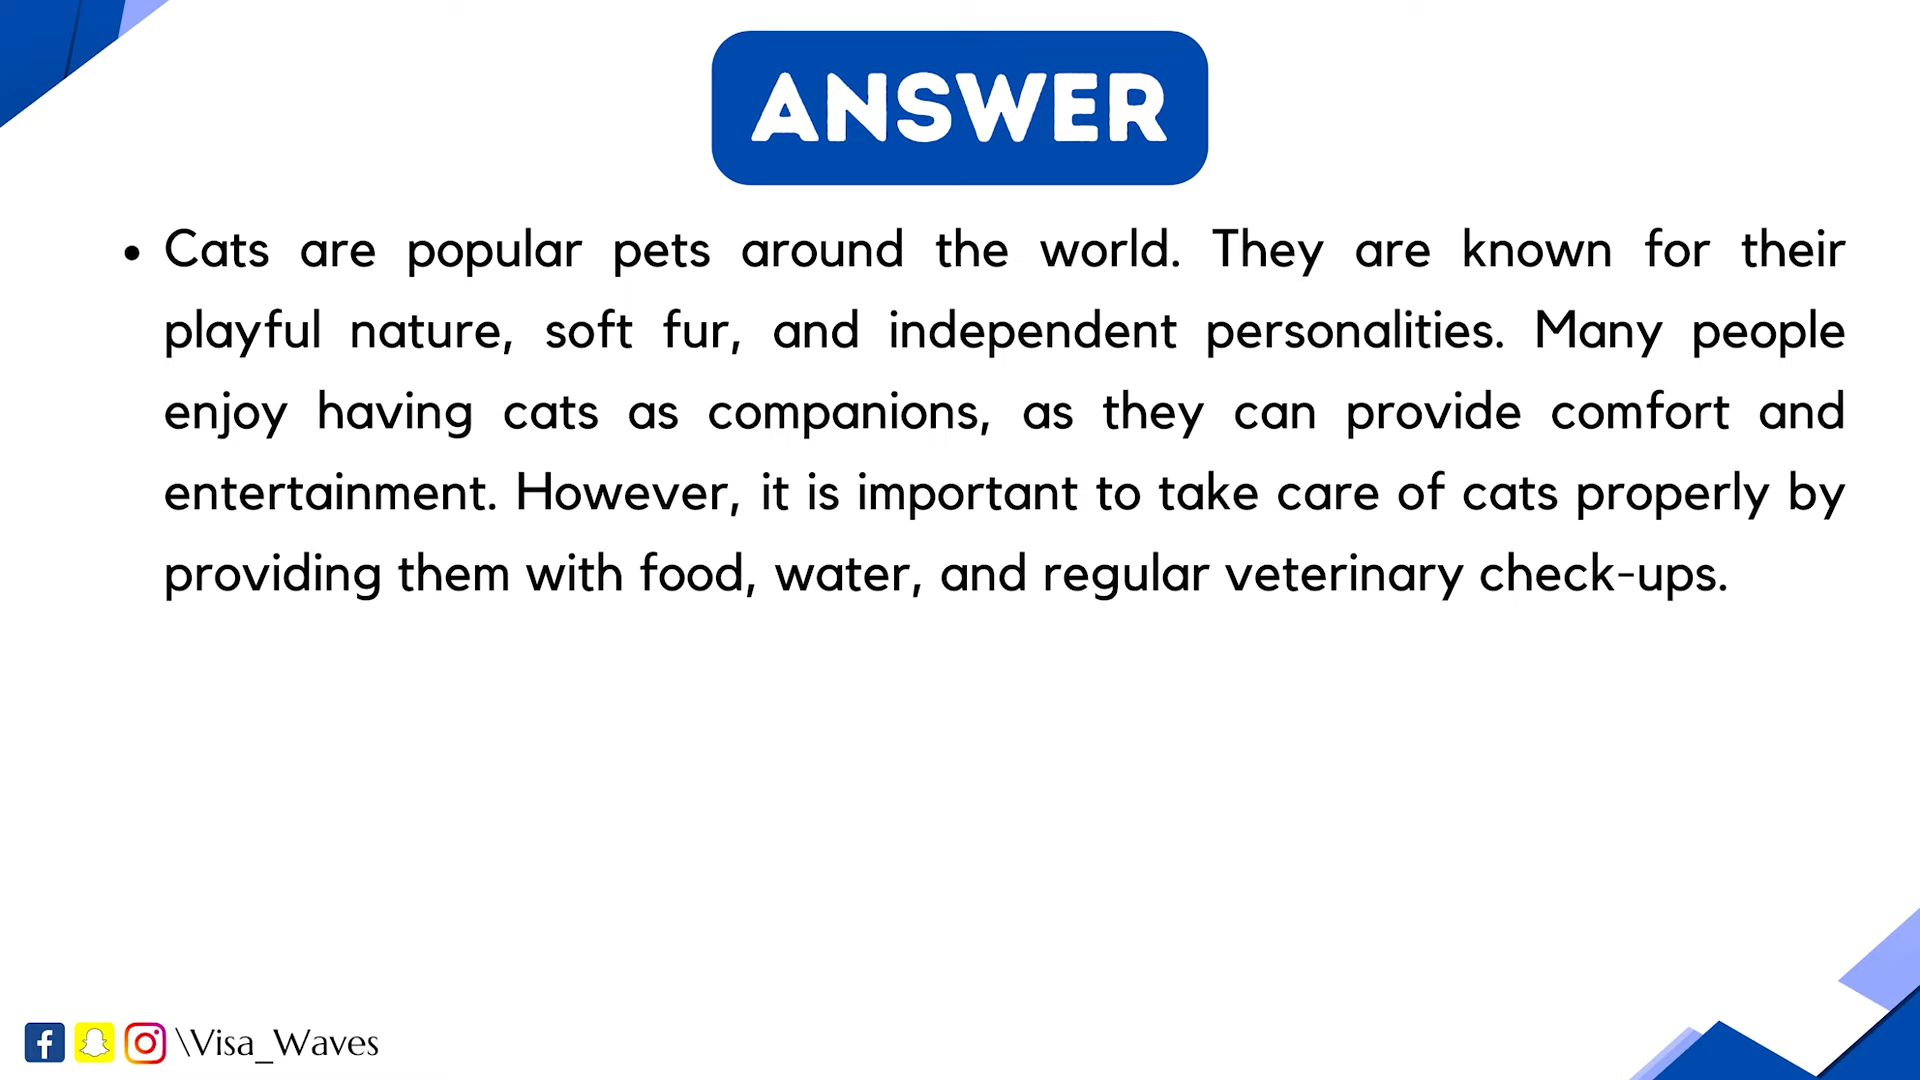 ANSWER
• Cats are popular pets around the world. They are known for their
playful nature, soft fur, and independent personalities. Many people
enjoy having cats as companions, as they can provide comfort and
entertainment. However, it is important to take care of cats properly by
providing them with food, water, and regular veterinary check-ups.
\Visa_Waves